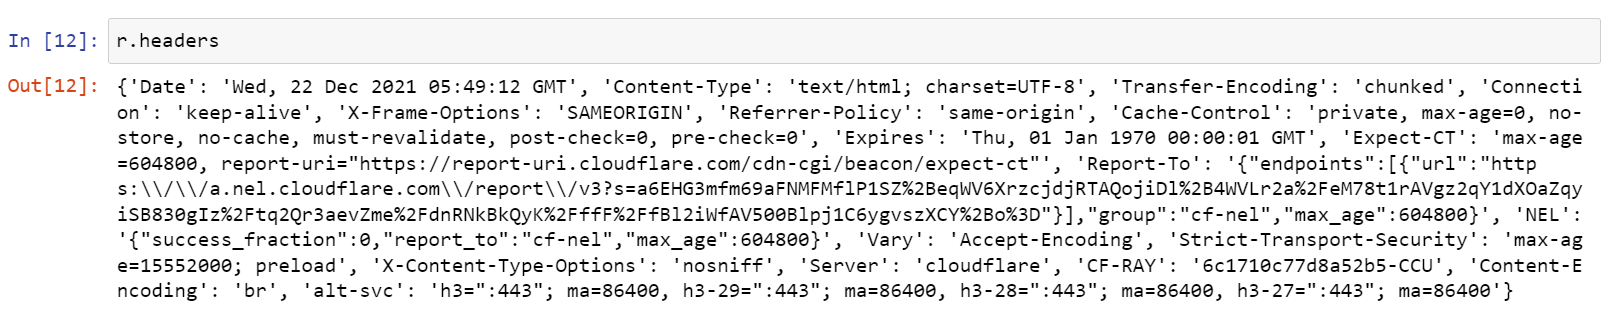 In [12]: r.headers
Out[12]: {'Date': 'Wed, 22 Dec 2021 05:49:12 GMT', 'Content-Type': 'text/html; charset=UTF-8', 'Transfer-Encoding': 'chunked', 'Connecti
on': 'keep-alive', 'X-Frame-Options': 'SAMEORIGIN', 'Referrer-Policy': 'same-origin', 'Cache-Control': 'private, max-age=0, no-
store, no-cache, must-revalidate, post-check=0, pre-check=0', 'Expires': 'Thu, 01 Jan 1970 00:00:01 GMT', 'Expect-CT': 'max-age
=604800, report-uri="https://report-uri.cloudflare.com/cdn-cgi/beacon/expect-ct"', 'Report-To': '{"endpoints":[{"url":"http
s:\\/\\/a.nel.cloudflare.com\\/report\\/v3?s=a6EHG3mfm69aFNMFMflP1SZ%2BeqWV6XrzcjdjRTAQojiDl%2B4WVLr2a%2FeM78t1rAVgz2qY1dXOaZqy
iSB830gIz%2Ftq2Qr3aevZme%2FdnRNkBkQyK%2FffF%2FfBl2iWfAV500Blpj1C6ygvszXCY%2Bo%3D"}],"group":"cf-nel","max_age":604800}', 'NEL':
'{"success_fraction":0,"report_to":"cf-nel","max_age":604800}', 'Vary': 'Accept-Encoding', 'Strict-Transport-Security': 'max-ag
e=15552000; preload', 'X-Content-Type-Options': 'nosniff', 'Server': 'cloudflare', 'CF-RAY': '6c1710c77d8a52b5-CCU', 'Content-E
ncoding': 'br', 'alt-svc': 'h3=":443"; ma=86400, h3-29=":443"; ma=86400, h3-28=":443"; ma=86400, h3-27=":443"; ma=86400'}